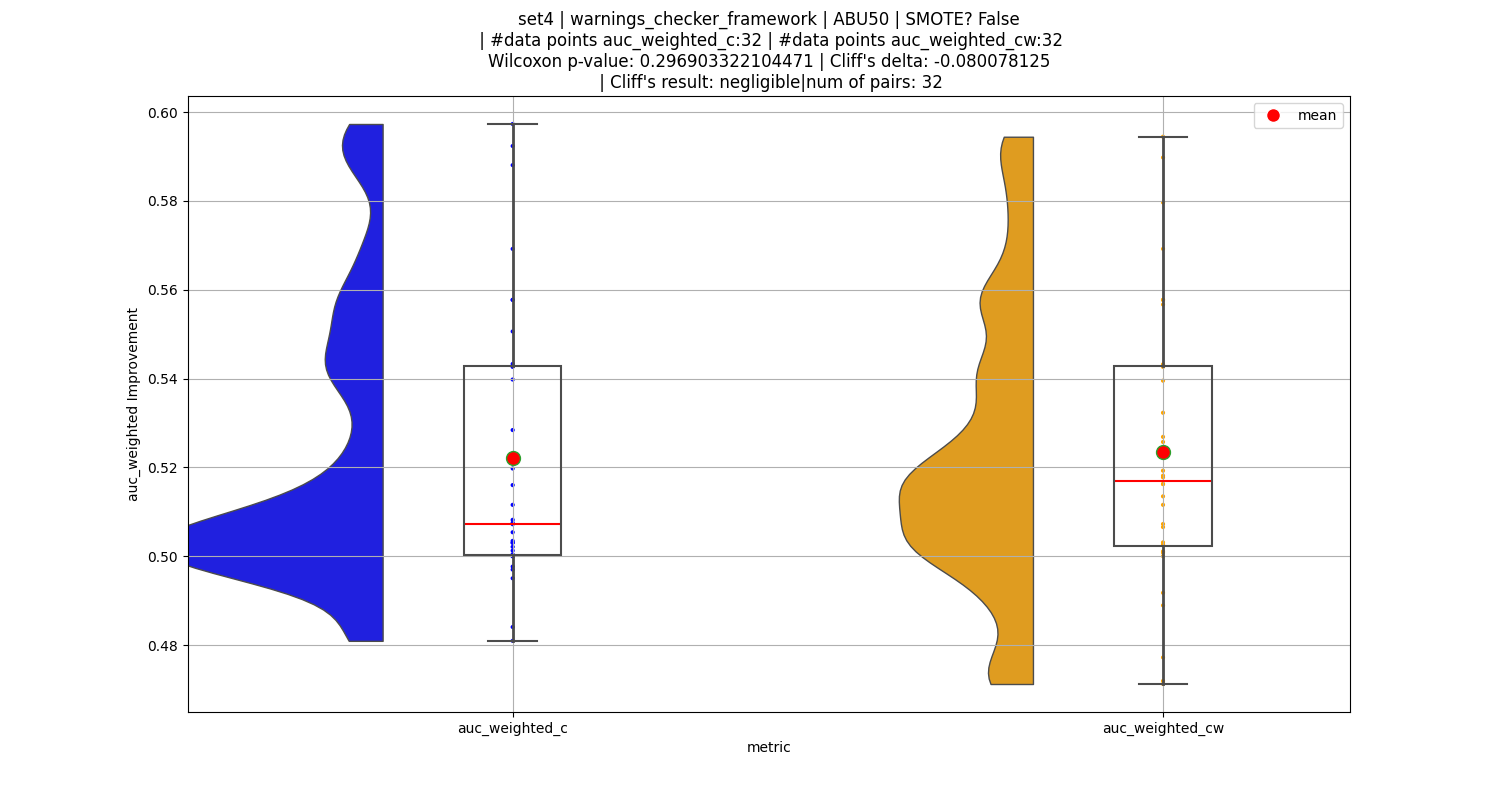 set4 | warnings_checker_framework | ABU50 | SMOTE? False
| #data points auc_weighted_c:32 | #data points auc_weighted_cw:32
Wilcoxon p-value: 0.296903322104471 | Cliff's delta: -0.080078125
| Cliff's result: negligible|num of pairs: 32
mean
0.60
0.58
0.56
0.54
0.52
0.50
0.48
auc_weighted Improvement
auc_weighted_c
auc_weighted_cw
metric